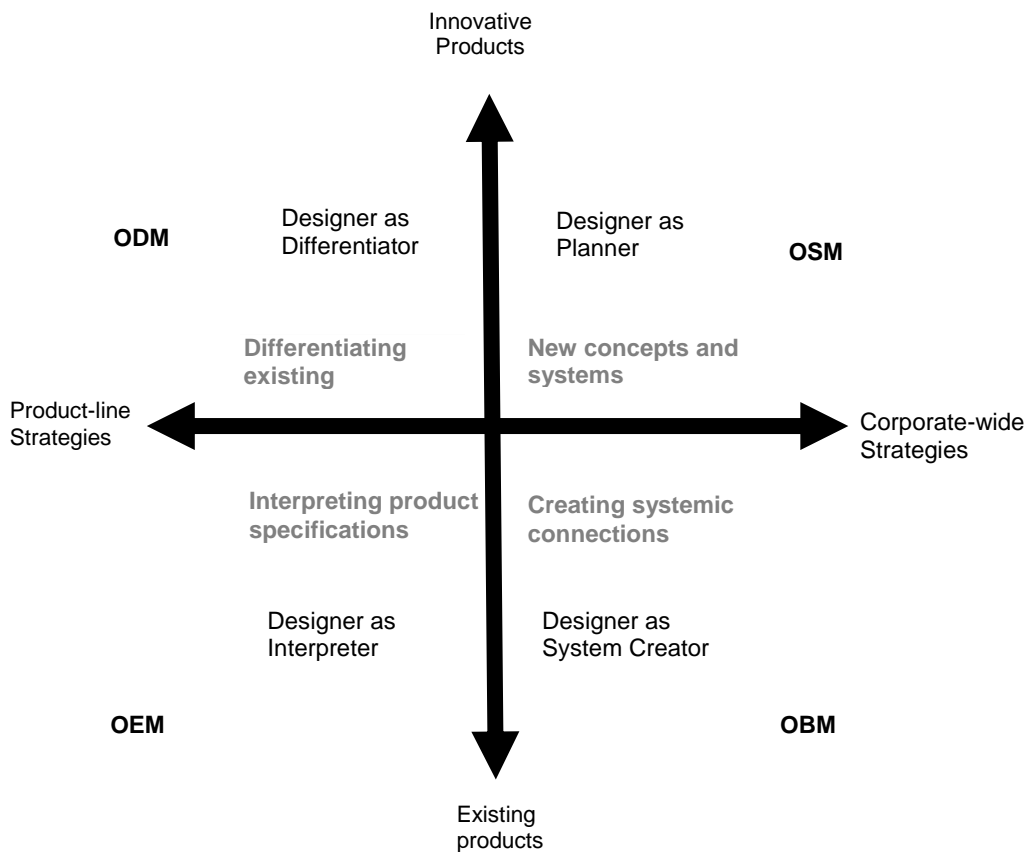 Innovative
Products
Designer as
Differentiator
Designer as
Planner
ODM
OSM
Differentiating
existing
New concepts and
systems
Product-line
Strategies
Corporate-wide
Strategies
Interpreting product
specifications
Creating systemic
connections
Designer as
Interpreter
Designer as
System Creator
OEM
OBM
Existing
products